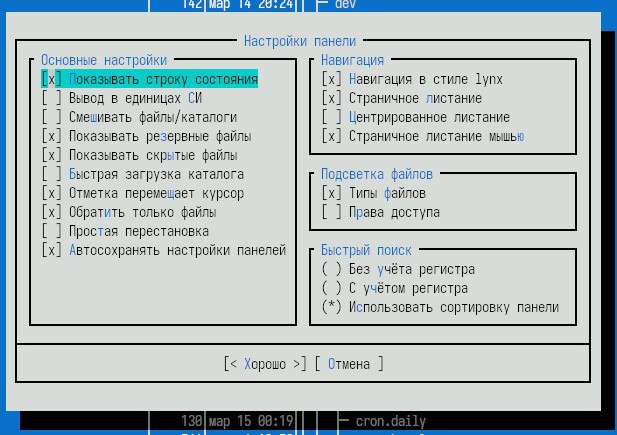 142 мар 14 20:24 dev
Настройки панели
Основные настройки
[x] Показывать строку состояния
[ ] Вывод в единицах СИ
[ ] Смешивать файлы/каталоги
[x] Показывать резервные файлы
[x] Показывать скрытые файлы
[ ] Быстрая загрузка каталога
[x] Отметка перемещает курсор
[x] Обратить только файлы
[ ] Простая перестановка
[x] Автосохранять настройки панелей
Навигация
[x] Навигация в стиле lynx
[x] Страничное листание
[ ] Центрированное листание
[x] Страничное листание мышью
Подсветка файлов
[x] Типы файлов
[ ] Права доступа
Быстрый поиск
( ) Без учёта регистра
( ) С учётом регистра
(*) Использовать сортировку панели
[< Хорошо >] [ Отмена ]
130 мар 15 00:19 cron.daily